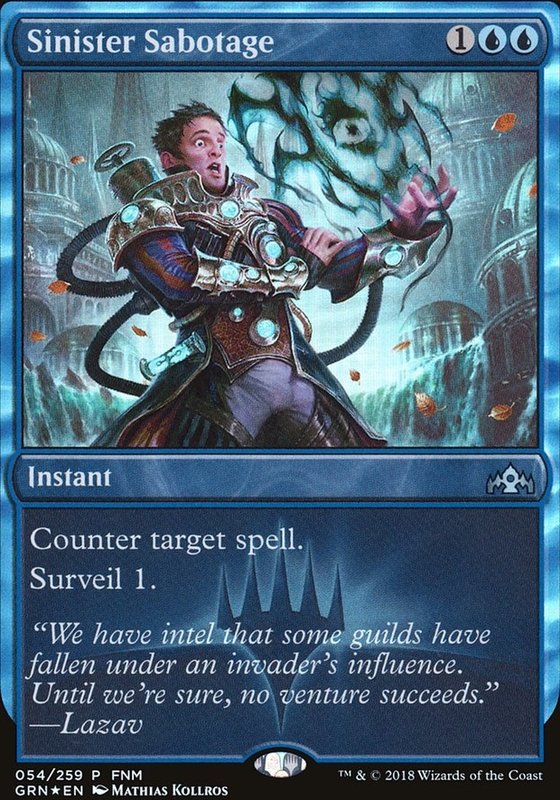 Sinister Sabotage 1
Instant
Counter target spell.
Surveil 1.
“We have intel that some guilds have
fallen under an invader’s influence.
Until we’re sure, no venture succeeds.”
—Lazav
054/259 P FNM
GRN★EN Mathias Kollros
™ & © 2018 Wizards of the Coast